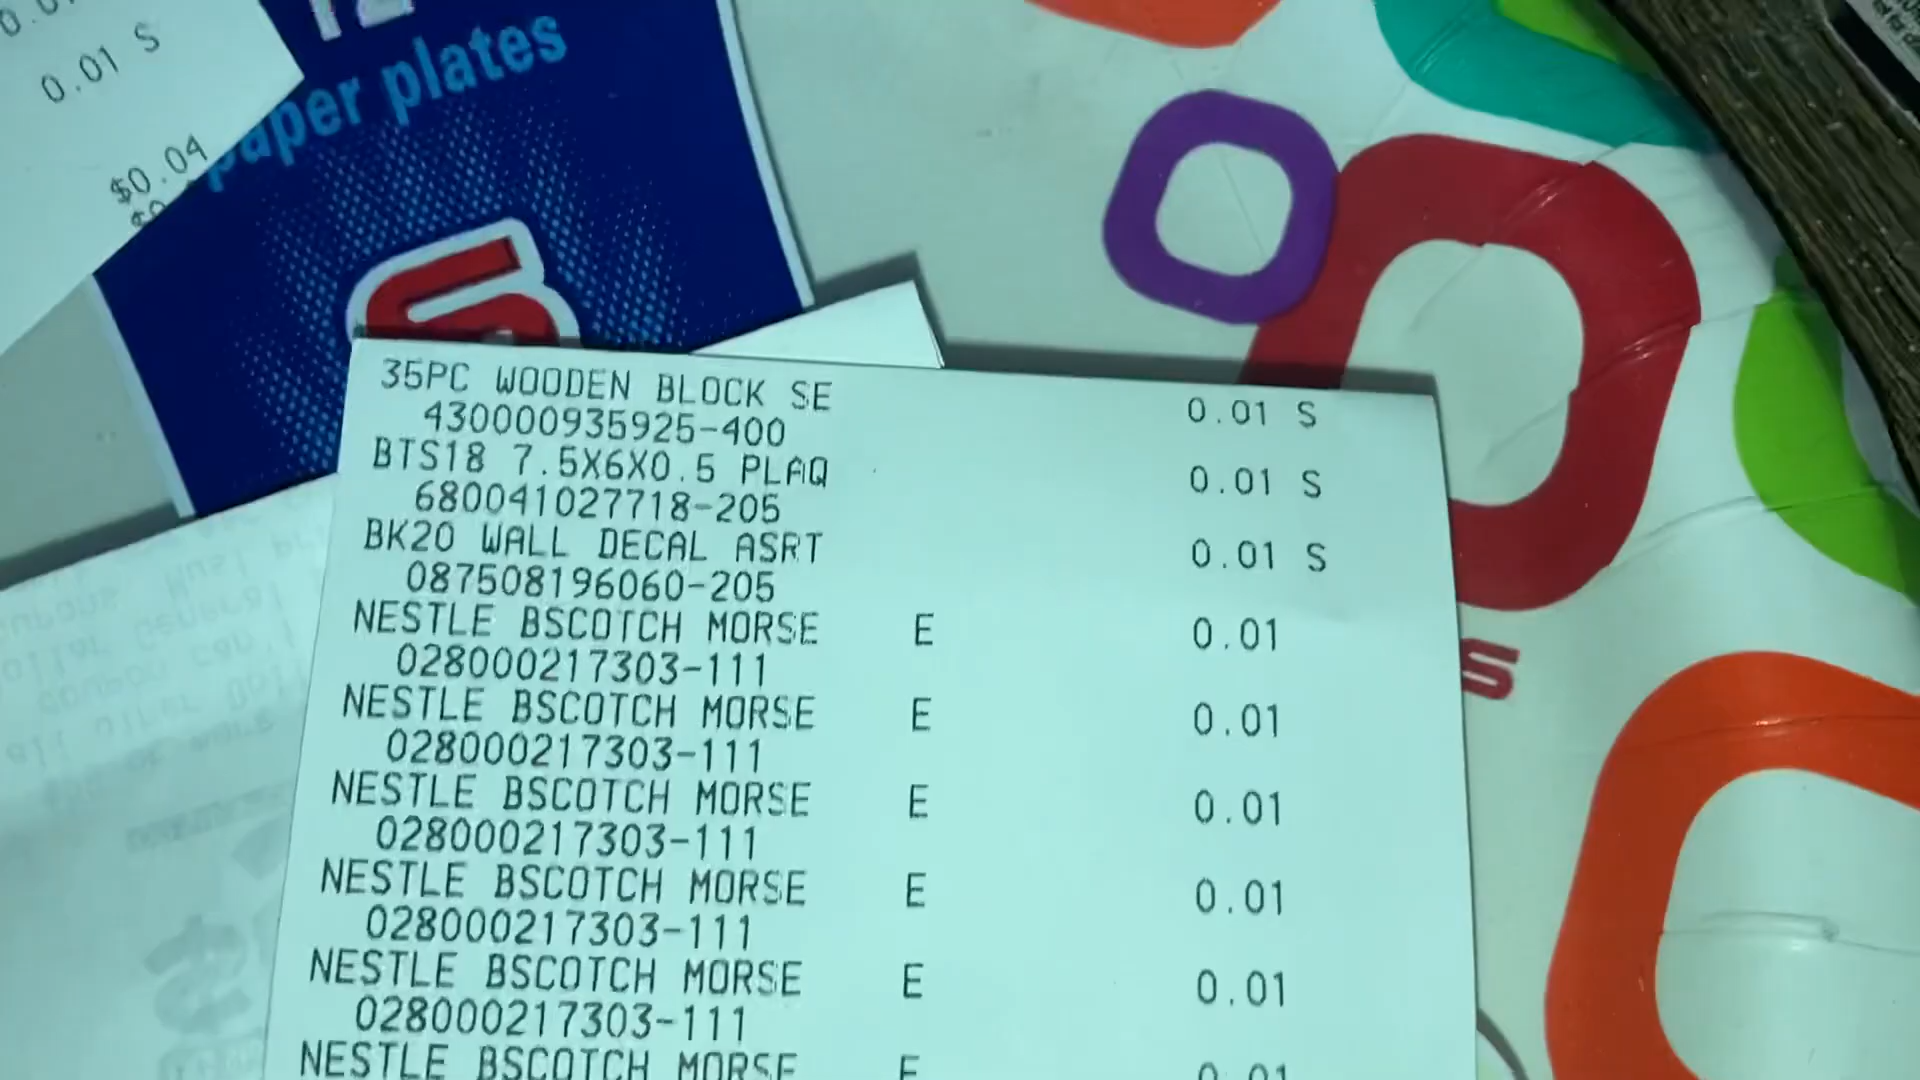 0.01 S
$0.04
paper plates
35PC WOODEN BLOCK SE 0.01 S
430000935925-400
BTS18 7.5X6X0.5 PLAQ 0.01 S
680041027718-205
BK20 WALL DECAL ASRT 0.01 S
087508196060-205
NESTLE BSCOTCH MORSE E 0.01
028000217303-111
NESTLE BSCOTCH MORSE E 0.01
028000217303-111
NESTLE BSCOTCH MORSE E 0.01
028000217303-111
NESTLE BSCOTCH MORSE E 0.01
028000217303-111
NESTLE BSCOTCH MORSE E 0.01
028000217303-111
NESTLE BSCOTCH MORSE E 0.01